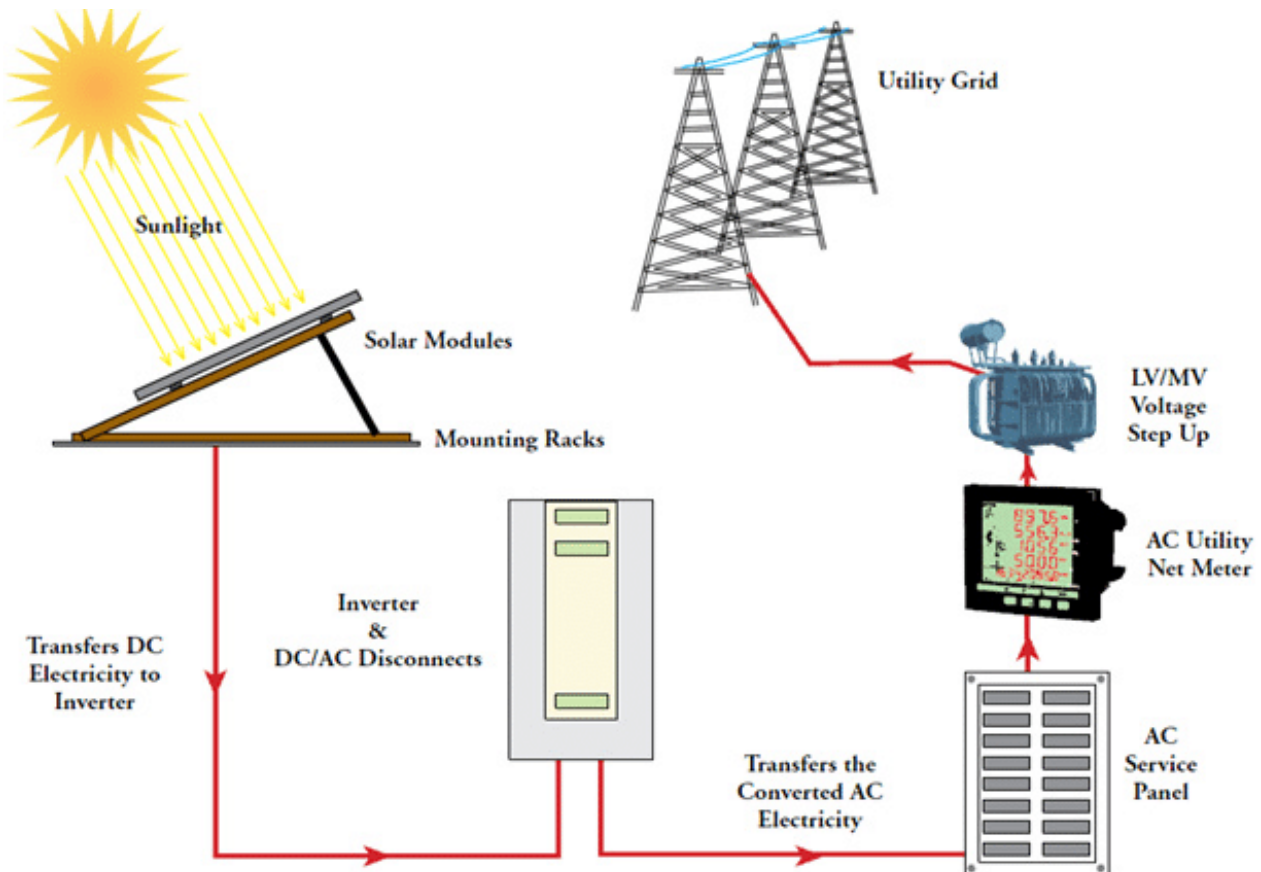 Sunlight
Solar Modules
Mounting Racks
Transfers DC
Electricity to
Inverter
Inverter
&
DC/AC Disconnects
Transfers the
Converted AC
Electricity
AC
Service
Panel
AC Utility
Net Meter
LV/MV
Voltage
Step Up
Utility Grid